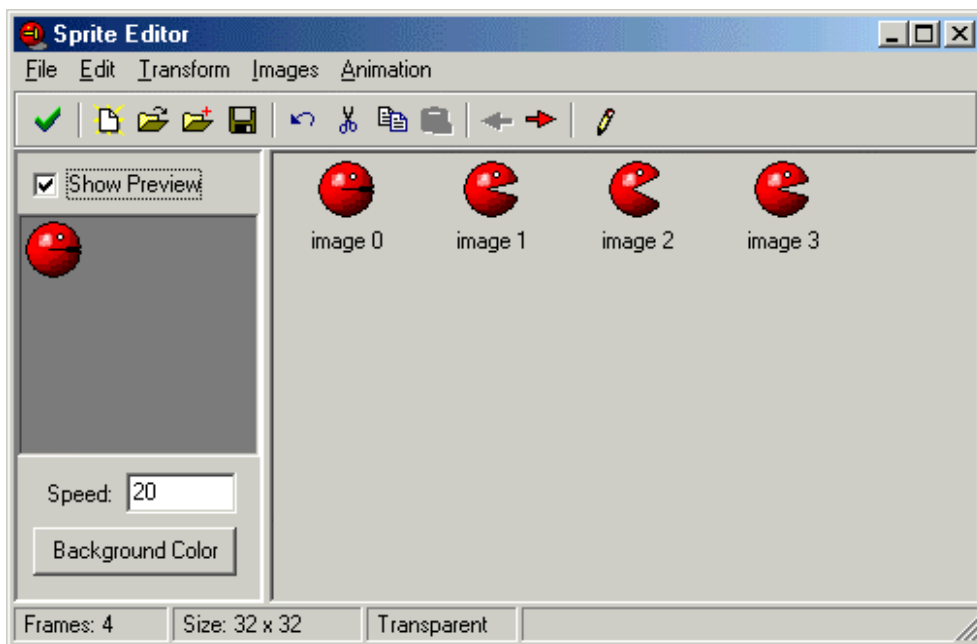 Sprite Editor
File Edit Transform Images Animation
Show Preview
image 0 image 1 image 2 image 3
Speed: 20
Background Color
Frames: 4 Size: 32 x 32 Transparent